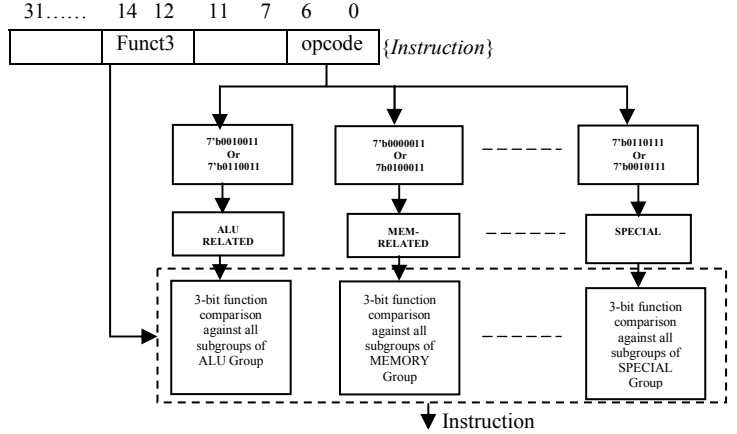 31......	14 12	11	7	6	0
Funct3	opcode	{Instruction}
7'b0010011
Or
7'b0110011
7'b0000011
Or
7b0100011
7'b0110111
Or
7'b0010111
ALU
RELATED
MEM-
RELATED
SPECIAL
3-bit function
comparison
against all
subgroups of
ALU Group
3-bit function
comparison
against all
subgroups of
MEMORY
Group
3-bit function
comparison
against all
subgroups of
SPECIAL
Group
Instruction